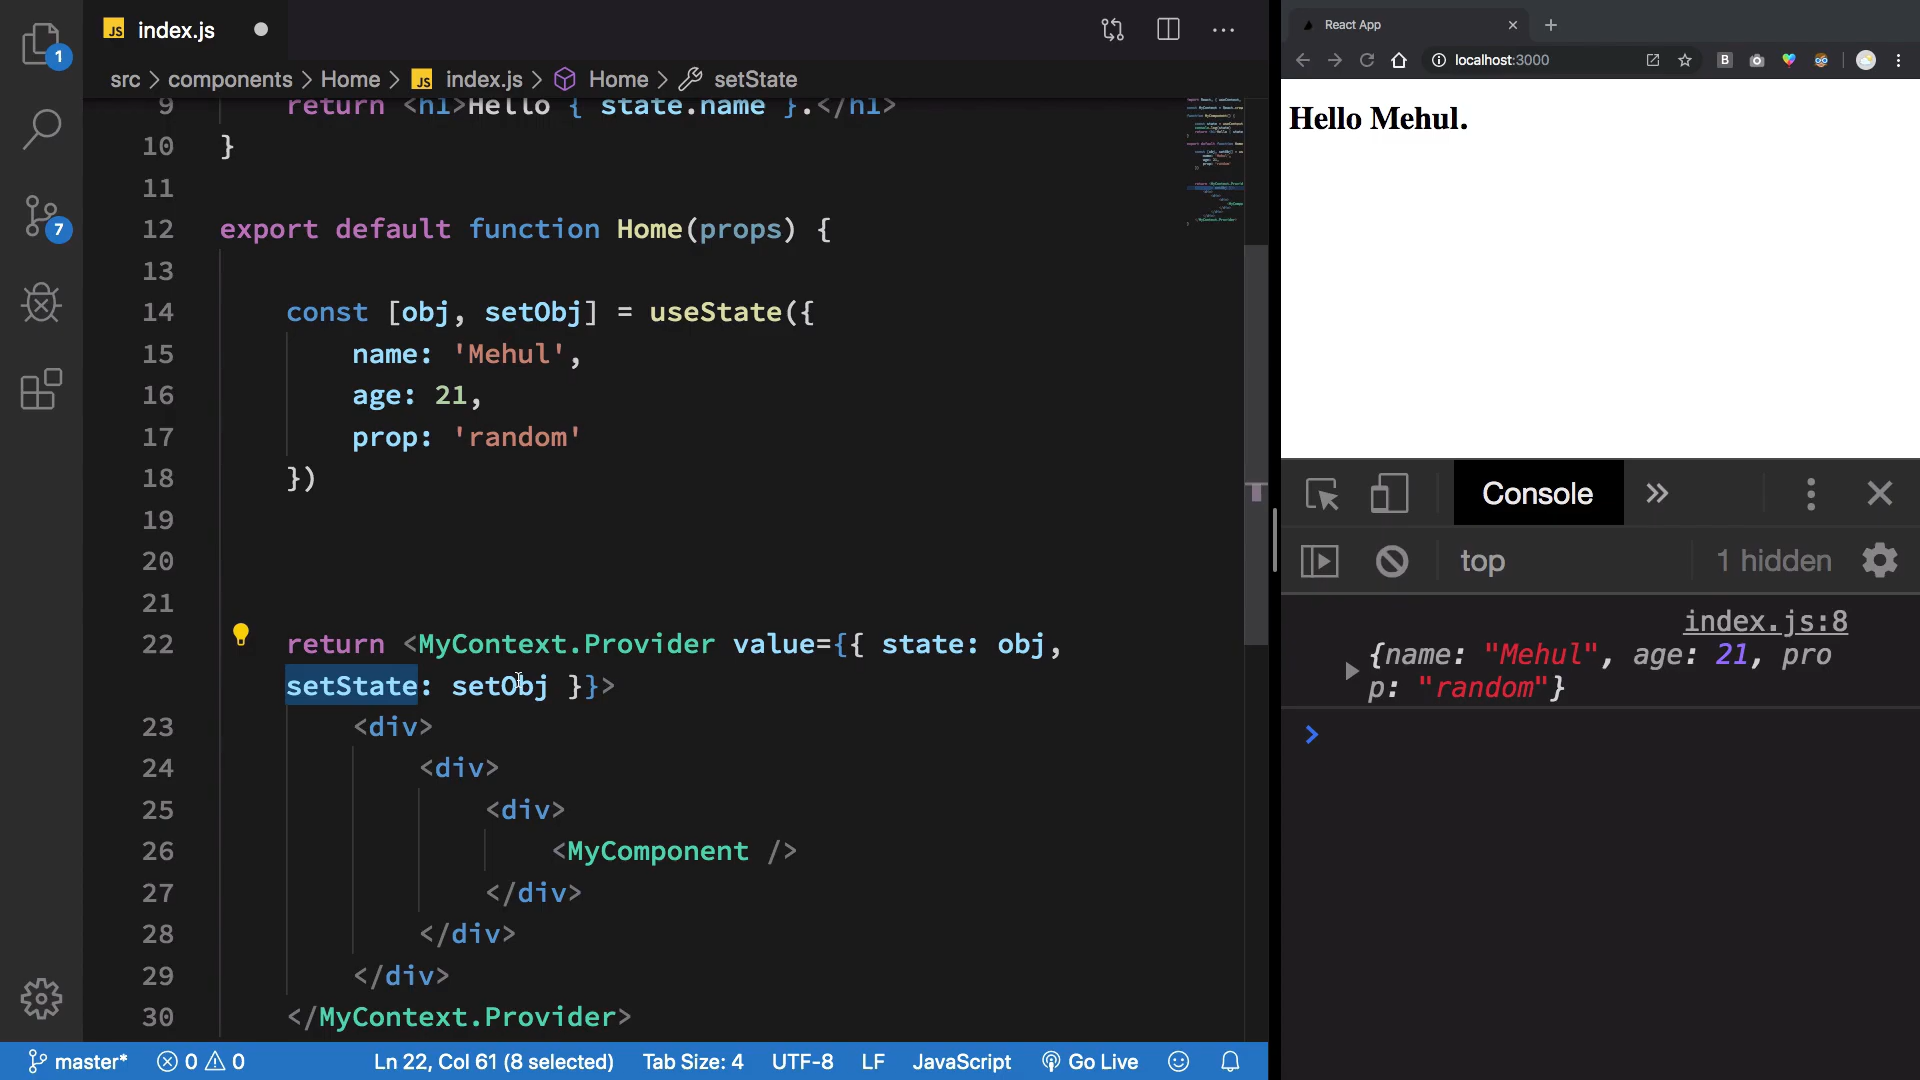 JS index.js
1
src > components > Home > JS index.js > Home > setState
9 return <h1>Hello { state.name }.</h1>
10 }
11
12 export default function Home(props) {
13
14 const [obj, setObj] = useState({
15 name: 'Mehul',
16 age: 21,
17 prop: 'random'
18 })
19
20
21
22 return <MyContext.Provider value={{ state: obj,
setState: setObj }}>
23 <div>
24 <div>
25 <div>
26 <MyComponent />
27 </div>
28 </div>
29 </div>
30 </MyContext.Provider>
7
master* 0 0 Ln 22, Col 61 (8 selected) Tab Size: 4 UTF-8 LF JavaScript Go Live
React App
localhost:3000
B
Hello Mehul.
Console
top 1 hidden
index.js:8
{name: "Mehul", age: 21, pro
p: "random"}